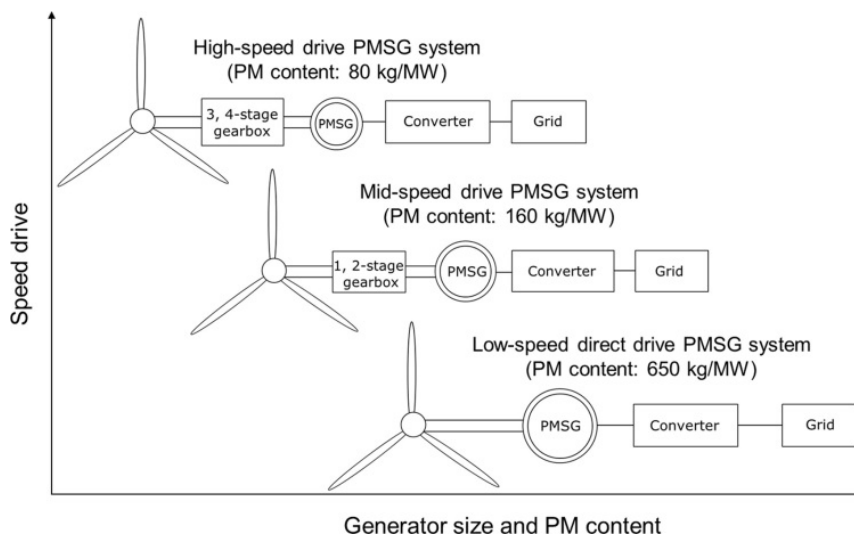 High-speed drive PMSG system
(PM content: 80 kg/MW)
3, 4-stage
gearbox
PMSG
Converter
Grid
Mid-speed drive PMSG system
(PM content: 160 kg/MW)
1, 2-stage
gearbox
PMSG
Converter
Grid
Low-speed direct drive PMSG system
(PM content: 650 kg/MW)
PMSG
Converter
Grid
Speed drive
Generator size and PM content